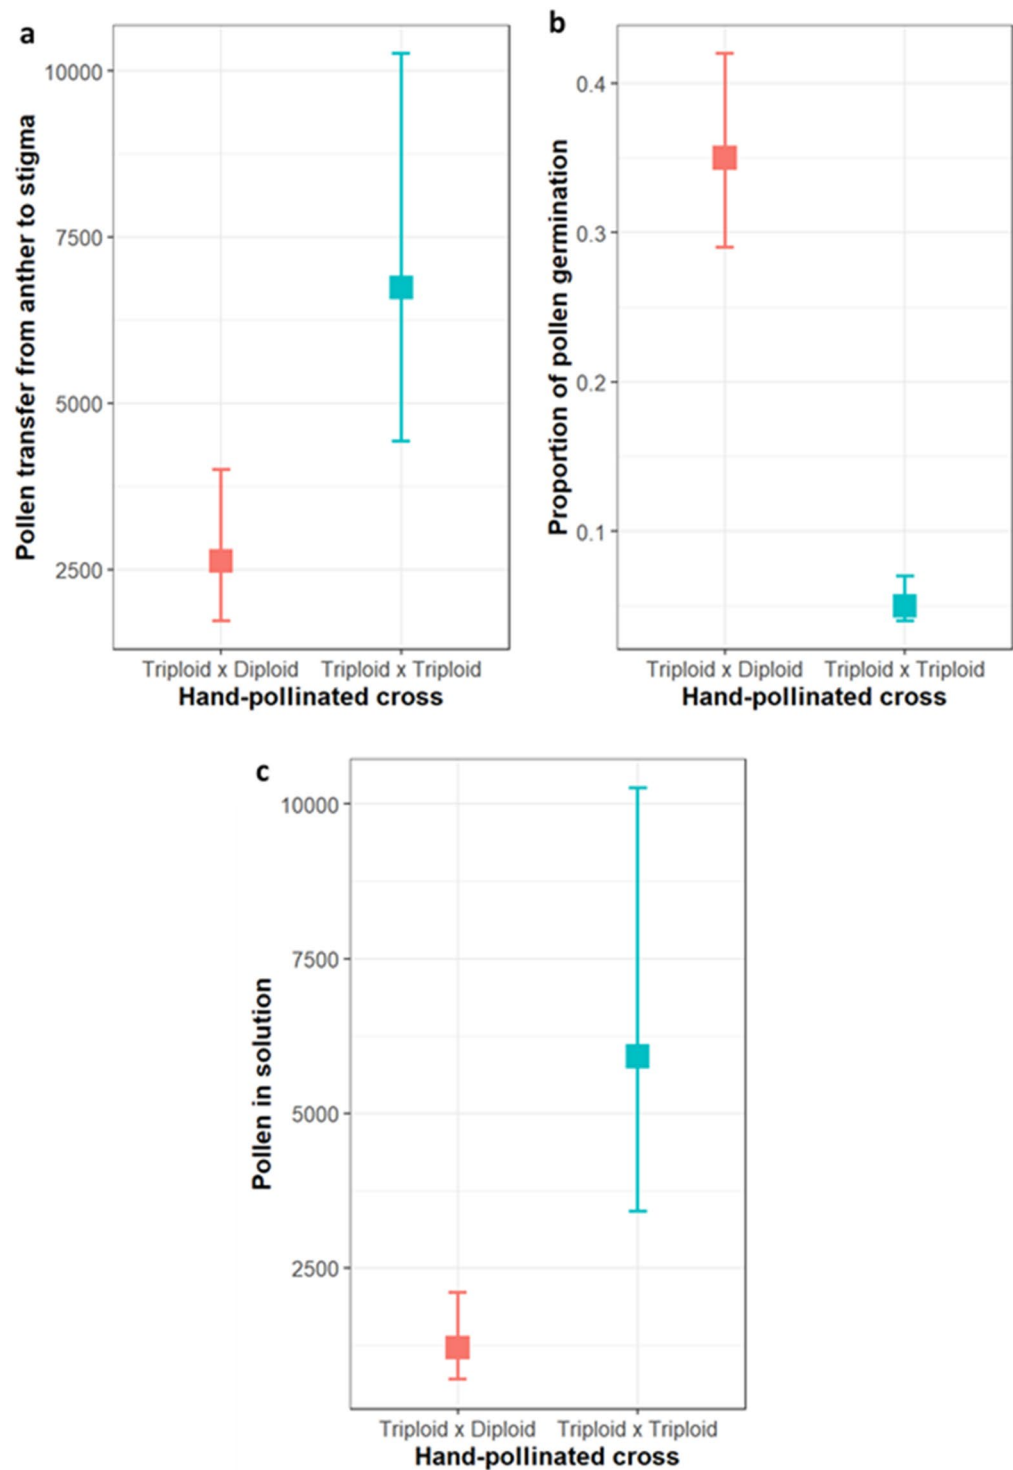 a
Pollen transfer from anther to stigma
10000
7500
5000
2500
Triploid x Diploid Triploid x Triploid
Hand-pollinated cross
b
Proportion of pollen germination
0.4
0.3
0.2
0.1
Triploid x Diploid Triploid x Triploid
Hand-pollinated cross
c
Pollen in solution
10000
7500
5000
2500
Triploid x Diploid Triploid x Triploid
Hand-pollinated cross